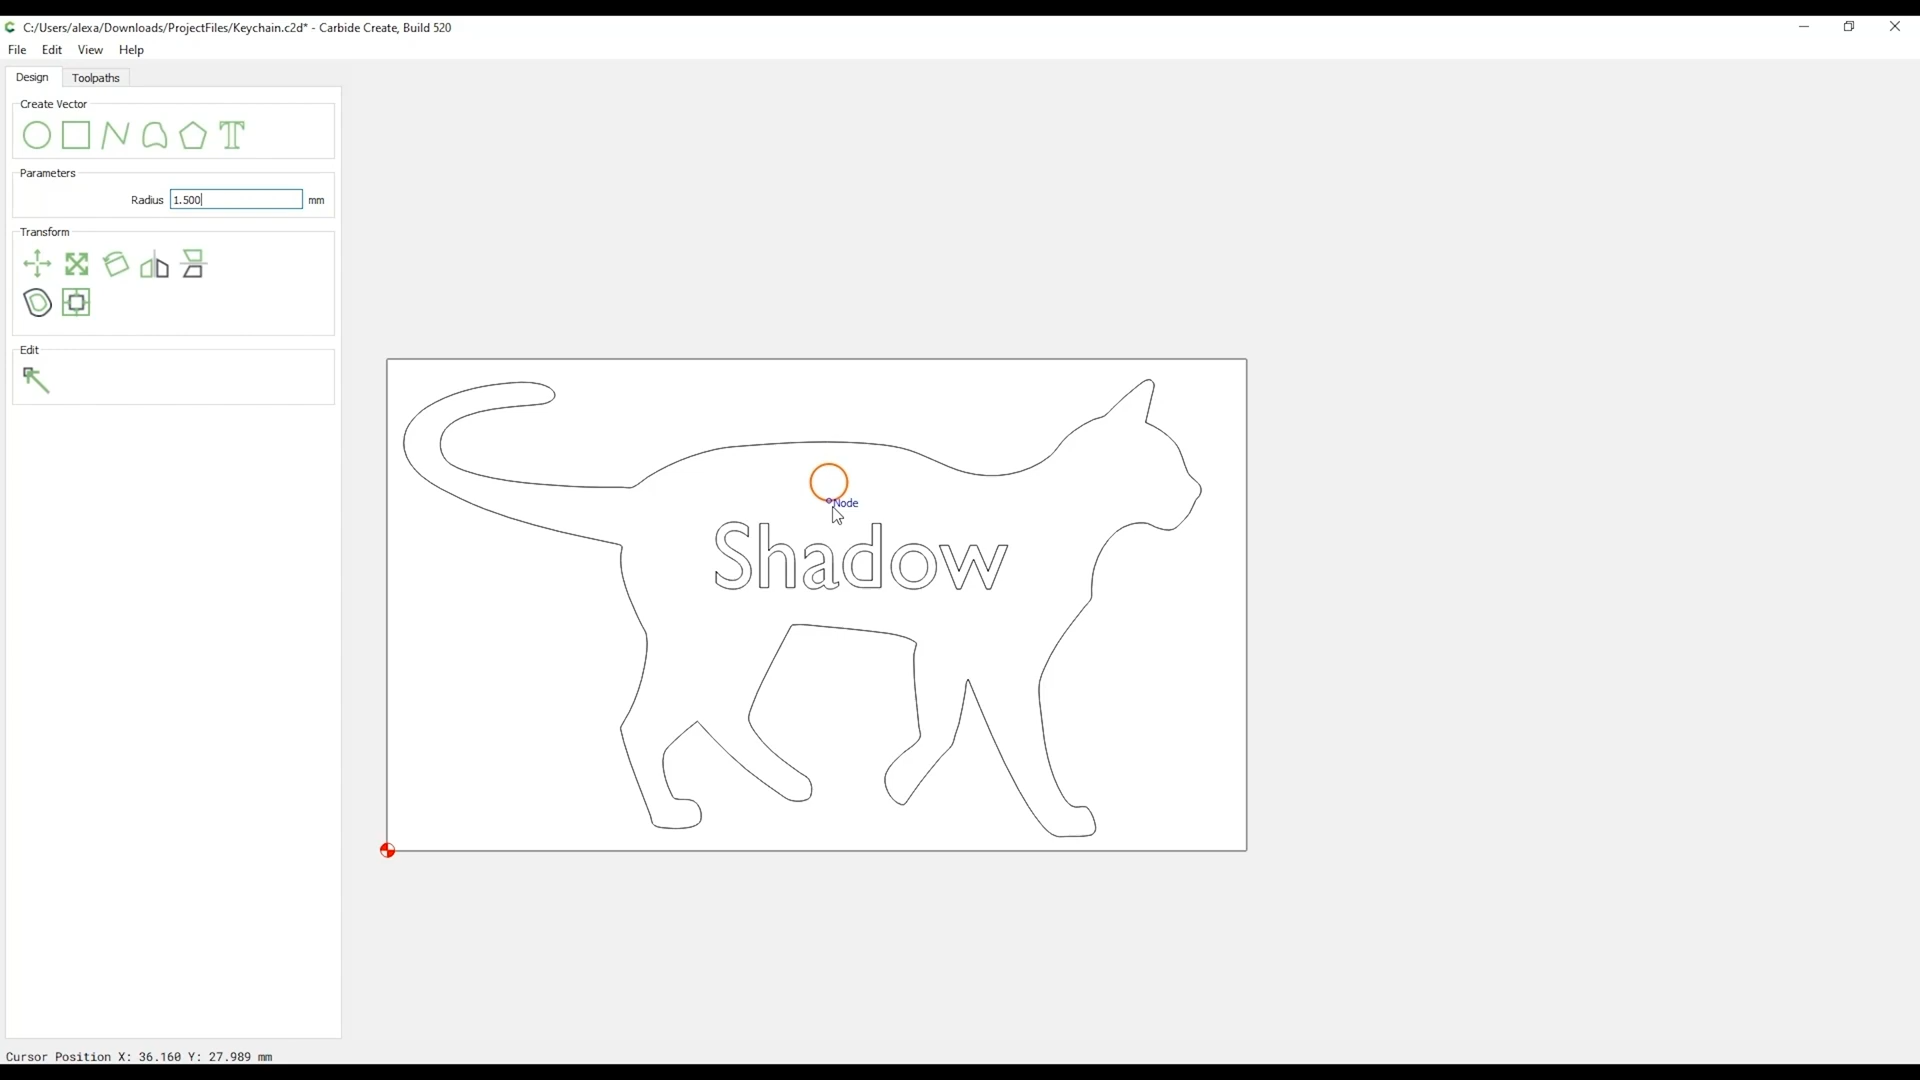 C:/Users/alexa/Downloads/ProjectFiles/Keychain.c2d* - Carbide Create, Build 520
File Edit View Help
Design Toolpaths
Create Vector
Parameters
Radius 1.500 mm
Transform
Edit
Node
Shadow
Cursor Position X: 36.160 Y: 27.989 mm